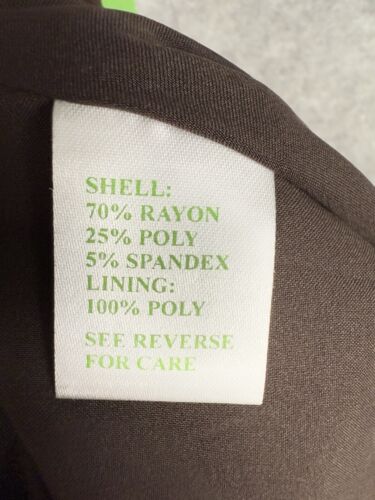 SHELL:
70% RAYON
25% POLY
5% SPANDEX
LINING:
100% POLY
SEE REVERSE
FOR CARE